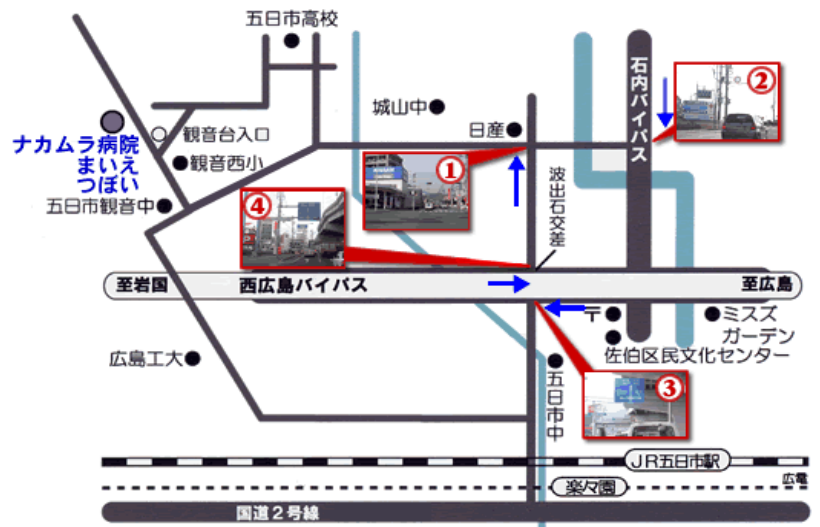 五日市高校
石内バイパス
②
城山中
日産
ナカムラ病院
まいえ
つぼい
観音台入口
観音西小
①
五日市観音中
④
波出石交差
至岩国
西広島バイパス
至広島
〒
ミスズ
ガーデン
佐伯区民文化センター
広島工大
五日市中
③
JR五日市駅
広電
楽々園
国道2号線